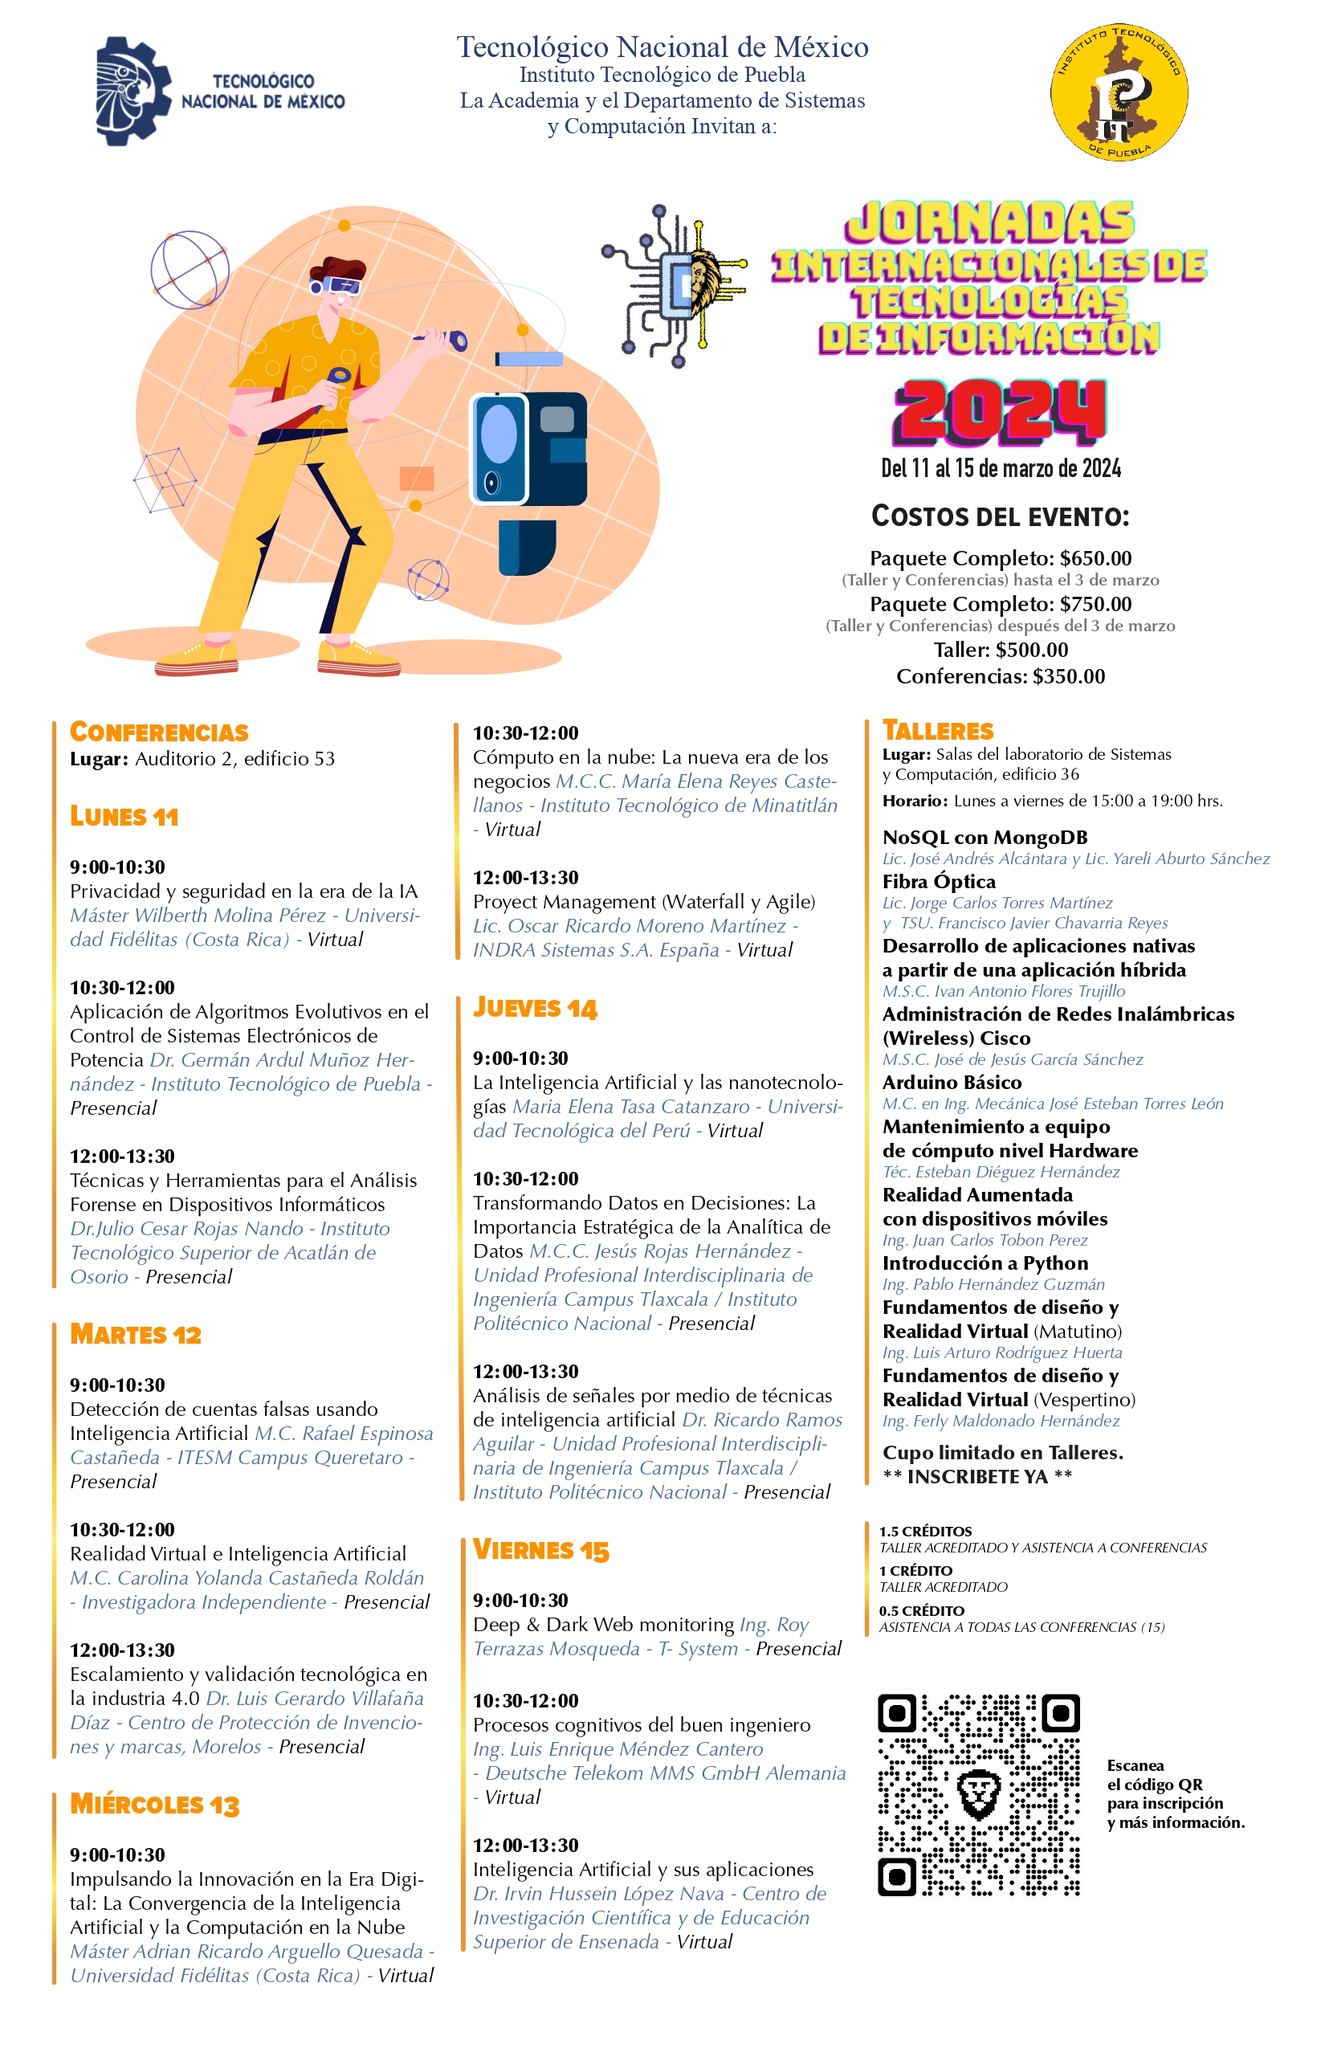 TECNOLÓGICO
NACIONAL DE MÉXICO
Tecnológico Nacional de México
Instituto Tecnológico de Puebla
La Academia y el Departamento de Sistemas
y Computación Invitan a:
INSTITUTO TECNOLÓGICO
P
IT
DE PUEBLA
JORNADAS
INTERNACIONALES DE
TECNOLOGÍAS
DE INFORMACIÓN
2024
Del 11 al 15 de marzo de 2024
COSTOS DEL EVENTO:
Paquete Completo: $650.00
(Taller y Conferencias) hasta el 3 de marzo
Paquete Completo: $750.00
(Taller y Conferencias) después del 3 de marzo
Taller: $500.00
Conferencias: $350.00
CONFERENCIAS
Lugar: Auditorio 2, edificio 53
LUNES 11
9:00-10:30
Privacidad y seguridad en la era de la IA
Máster Wilberth Molina Pérez - Universi-
dad Fidélitas (Costa Rica) - Virtual
10:30-12:00
Aplicación de Algoritmos Evolutivos en el
Control de Sistemas Electrónicos de
Potencia Dr. Germán Ardul Muñoz Her-
nández - Instituto Tecnológico de Puebla -
Presencial
12:00-13:30
Técnicas y Herramientas para el Análisis
Forense en Dispositivos Informáticos
Dr.Julio Cesar Rojas Nando - Instituto
Tecnológico Superior de Acatlán de
Osorio - Presencial
MARTES 12
9:00-10:30
Detección de cuentas falsas usando
Inteligencia Artificial M.C. Rafael Espinosa
Castañeda - ITESM Campus Queretaro -
Presencial
10:30-12:00
Realidad Virtual e Inteligencia Artificial
M.C. Carolina Yolanda Castañeda Roldán
- Investigadora Independiente - Presencial
12:00-13:30
Escalamiento y validación tecnológica en
la industria 4.0 Dr. Luis Gerardo Villafaña
Díaz - Centro de Protección de Invencio-
nes y marcas, Morelos - Presencial
MIÉRCOLES 13
9:00-10:30
Impulsando la Innovación en la Era Digi-
tal: La Convergencia de la Inteligencia
Artificial y la Computación en la Nube
Máster Adrian Ricardo Arguello Quesada -
Universidad Fidélitas (Costa Rica) - Virtual
10:30-12:00
Cómputo en la nube: La nueva era de los
negocios M.C.C. María Elena Reyes Caste-
llanos - Instituto Tecnológico de Minatitlán
- Virtual
12:00-13:30
Proyect Management (Waterfall y Agile)
Lic. Oscar Ricardo Moreno Martínez -
INDRA Sistemas S.A. España - Virtual
JUEVES 14
9:00-10:30
La Inteligencia Artificial y las nanotecnolo-
gías Maria Elena Tasa Catanzaro - Universi-
dad Tecnológica del Perú - Virtual
10:30-12:00
Transformando Datos en Decisiones: La
Importancia Estratégica de la Analítica de
Datos M.C.C. Jesús Rojas Hernández -
Unidad Profesional Interdisciplinaria de
Ingeniería Campus Tlaxcala / Instituto
Politécnico Nacional - Presencial
12:00-13:30
Análisis de señales por medio de técnicas
de inteligencia artificial Dr. Ricardo Ramos
Aguilar - Unidad Profesional Interdiscipli-
naria de Ingeniería Campus Tlaxcala /
Instituto Politécnico Nacional - Presencial
VIERNES 15
9:00-10:30
Deep & Dark Web monitoring Ing. Roy
Terrazas Mosqueda - T- System - Presencial
10:30-12:00
Procesos cognitivos del buen ingeniero
Ing. Luis Enrique Méndez Cantero
- Deutsche Telekom MMS GmbH Alemania
- Virtual
12:00-13:30
Inteligencia Artificial y sus aplicaciones
Dr. Irvin Hussein López Nava - Centro de
Investigación Científica y de Educación
Superior de Ensenada - Virtual
TALLERES
Lugar: Salas del laboratorio de Sistemas
y Computación, edificio 36
Horario: Lunes a viernes de 15:00 a 19:00 hrs.
NoSQL con MongoDB
Lic. José Andrés Alcántara y Lic. Yareli Aburto Sánchez
Fibra Óptica
Lic. Jorge Carlos Torres Martínez
y TSU. Francisco Javier Chavarria Reyes
Desarrollo de aplicaciones nativas
a partir de una aplicación híbrida
M.S.C. Ivan Antonio Flores Trujillo
Administración de Redes Inalámbricas
(Wireless) Cisco
M.S.C. José de Jesús García Sánchez
Arduino Básico
M.C. en Ing. Mecánica José Esteban Torres León
Mantenimiento a equipo
de cómputo nivel Hardware
Téc. Esteban Diéguez Hernández
Realidad Aumentada
con dispositivos móviles
Ing. Juan Carlos Tobon Perez
Introducción a Python
Ing. Pablo Hernández Guzmán
Fundamentos de diseño y
Realidad Virtual (Matutino)
Ing. Luis Arturo Rodríguez Huerta
Fundamentos de diseño y
Realidad Virtual (Vespertino)
Ing. Ferly Maldonado Hernández
Cupo limitado en Talleres.
** INSCRIBETE YA **
1.5 CRÉDITOS
TALLER ACREDITADO Y ASISTENCIA A CONFERENCIAS
1 CRÉDITO
TALLER ACREDITADO
0.5 CRÉDITO
ASISTENCIA A TODAS LAS CONFERENCIAS (15)
Escanea
el código QR
para inscripción
y más información.